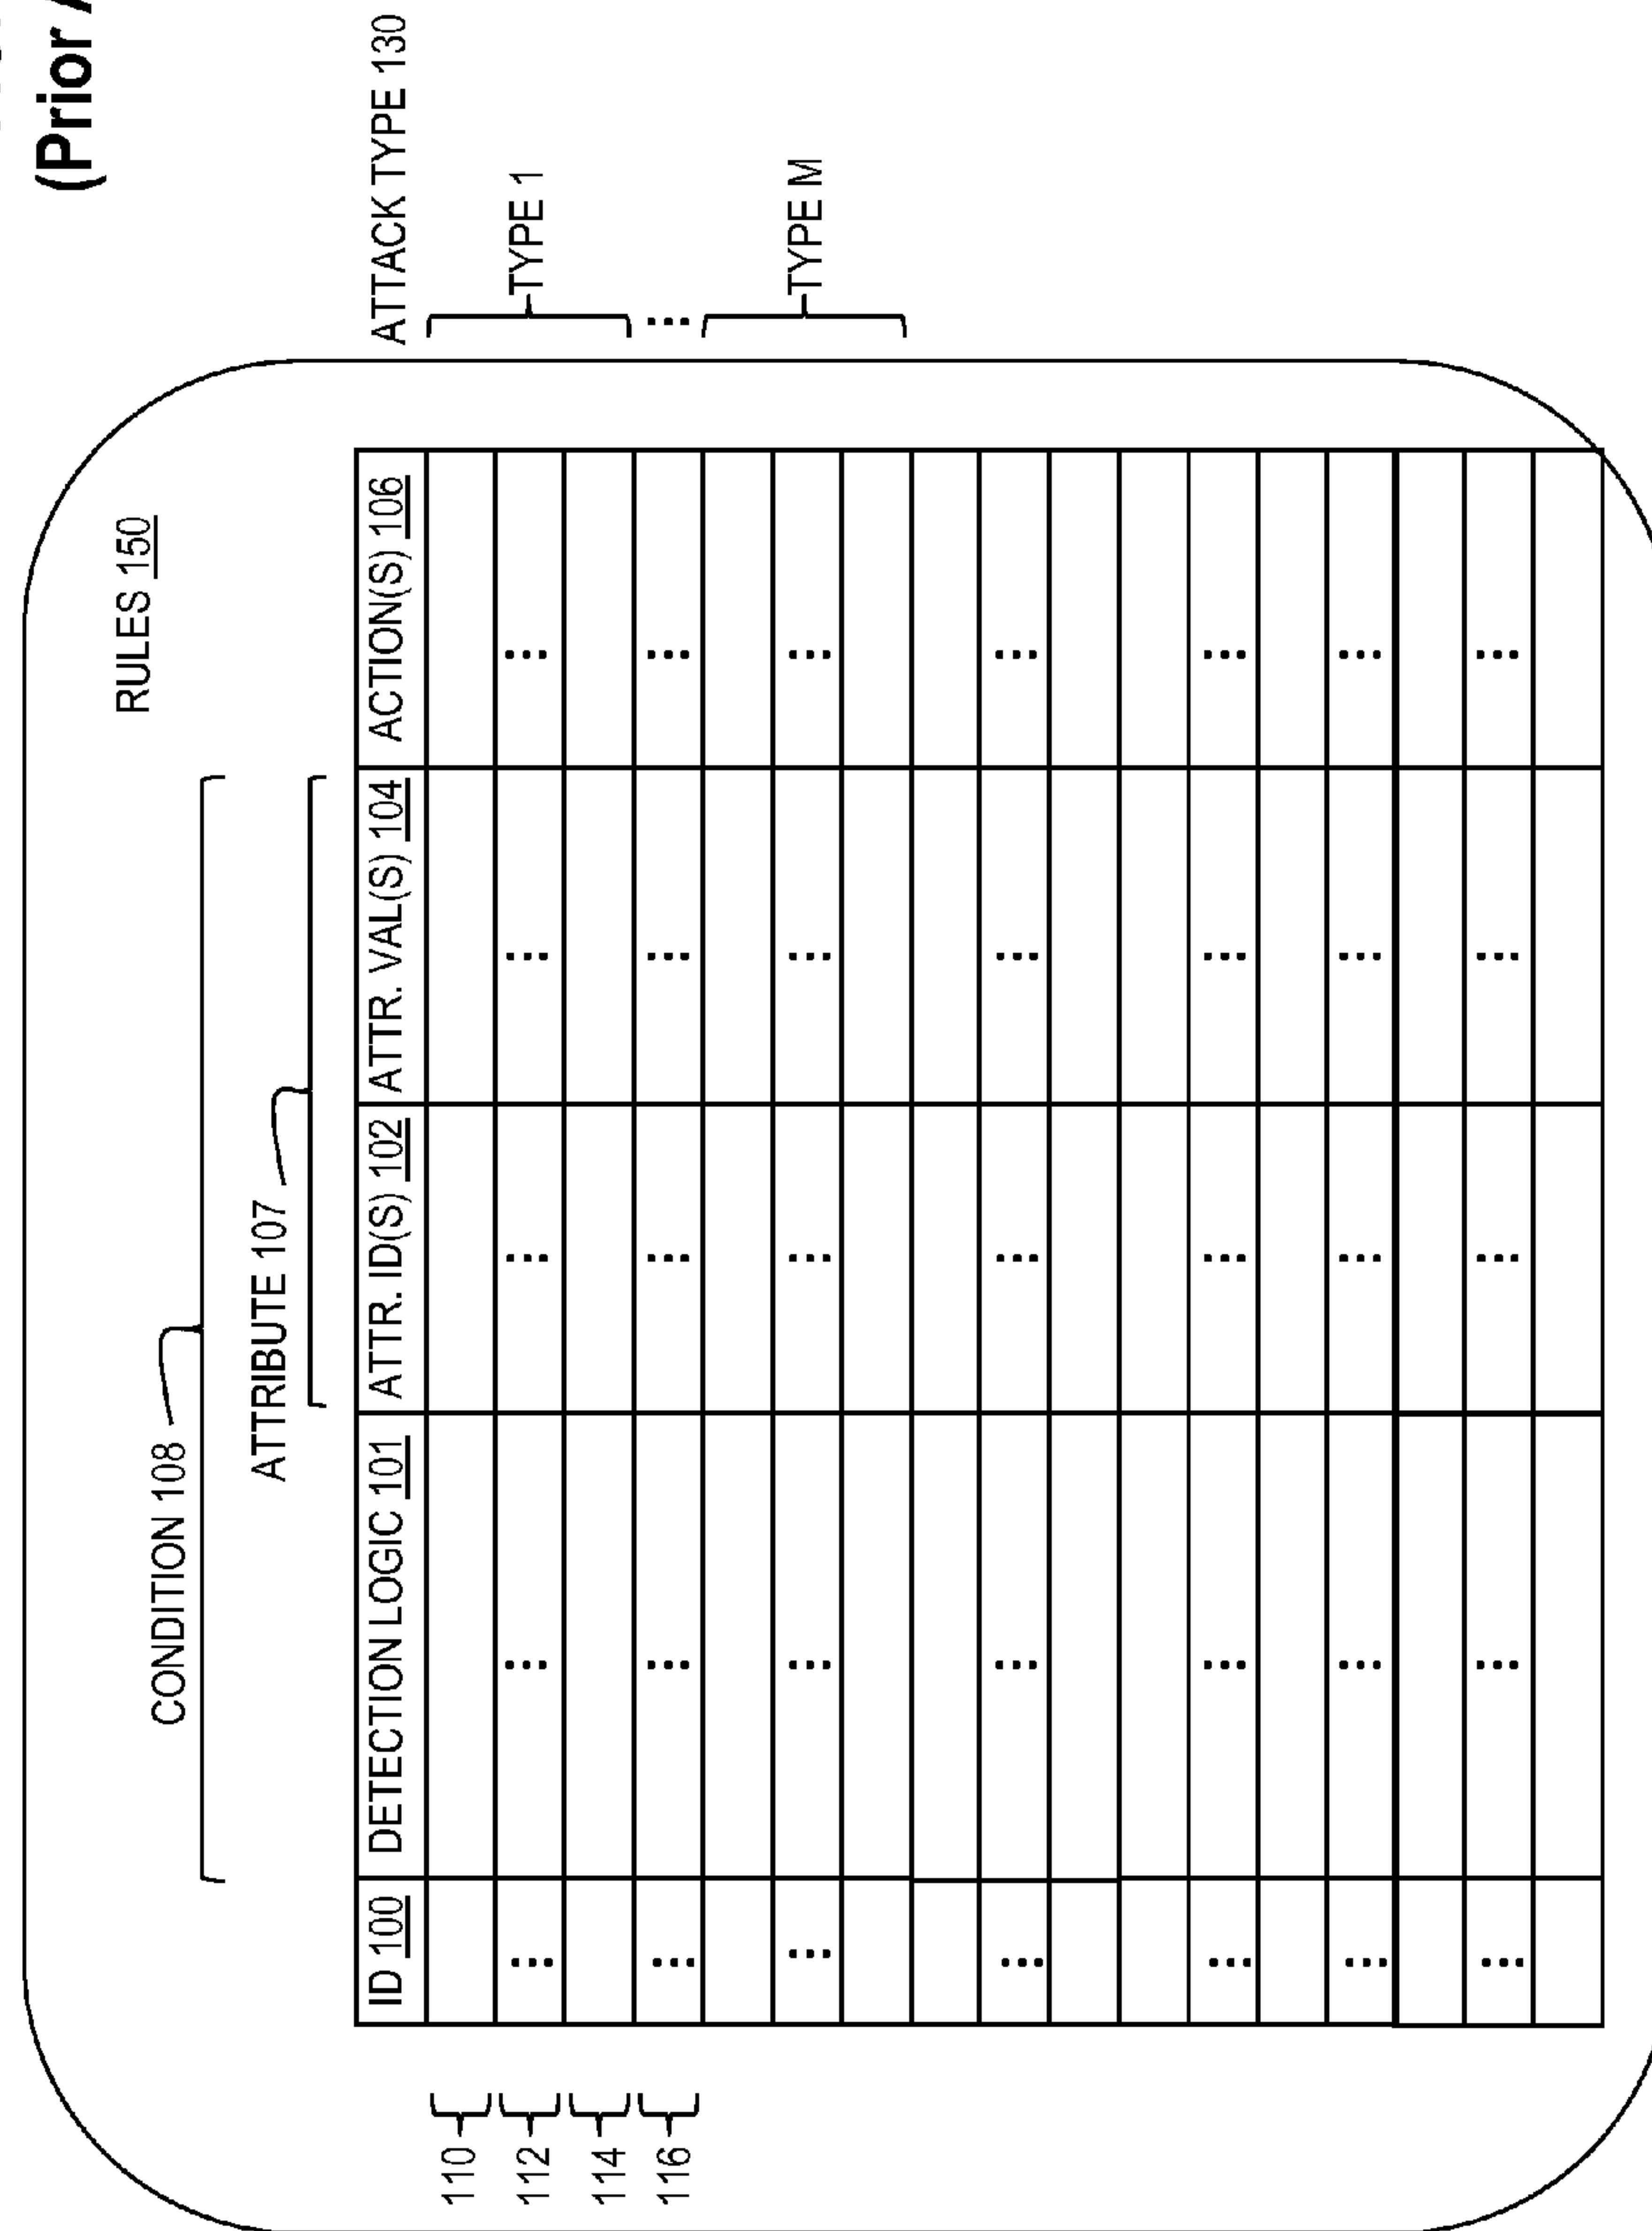 (Prior
RULES 150
ATTACK TYPE 130
CONDITION 108
ATTRIBUTE 107
ID 100 DETECTION LOGIC 101 ATTR. ID(S) 102 ATTR. VAL(S) 104 ACTION(S) 106
110
112 ... ... ... ... ... TYPE 1
114
116 ... ... ... ... ... ...
... ... ... ... ... TYPE M
... ... ... ... ...
... ... ... ... ...
... ... ... ... ...
... ... ... ... ...